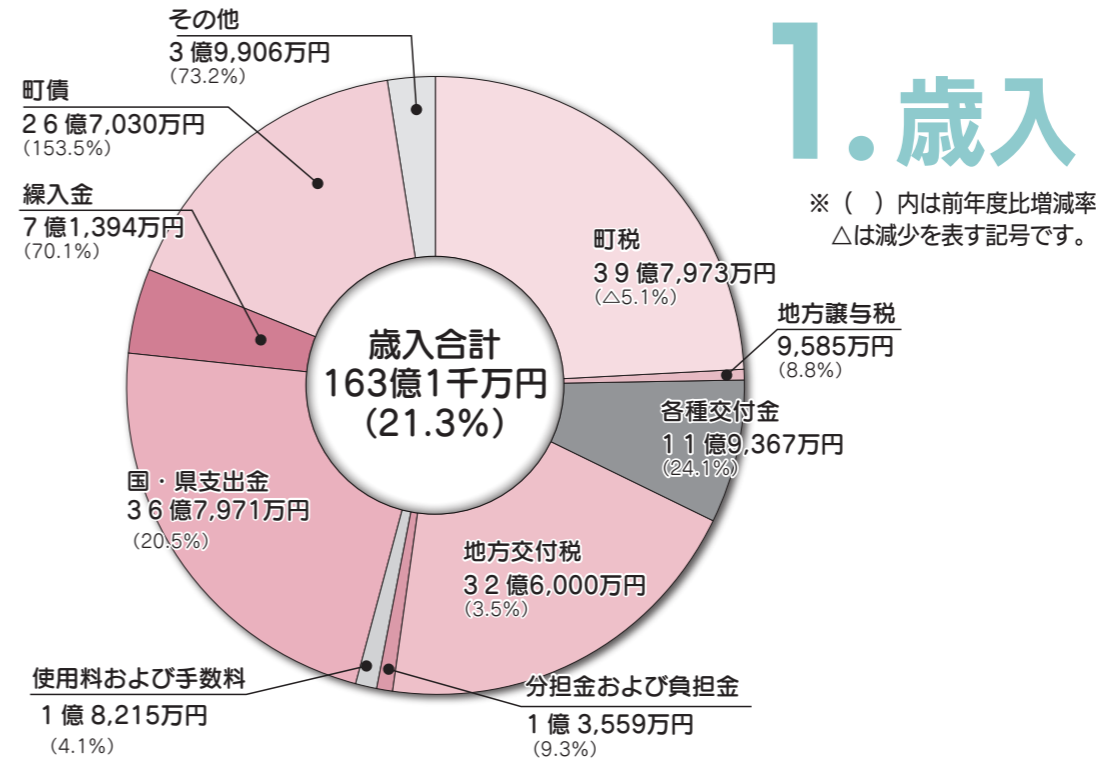 1.歳入
※（　）内は前年度比増減率
△は減少を表す記号です。
歳入合計
163億1千万円
（21.3%）
町税
39億7,973万円
（△5.1%）
地方譲与税
9,585万円
（8.8%）
各種交付金
11億9,367万円
（24.1%）
地方交付税
32億6,000万円
（3.5%）
分担金および負担金
1億3,559万円
（9.3%）
使用料および手数料
1億8,215万円
（4.1%）
国・県支出金
36億7,971万円
（20.5%）
繰入金
7億1,394万円
（70.1%）
町債
26億7,030万円
（153.5%）
その他
3億9,906万円
（73.2%）